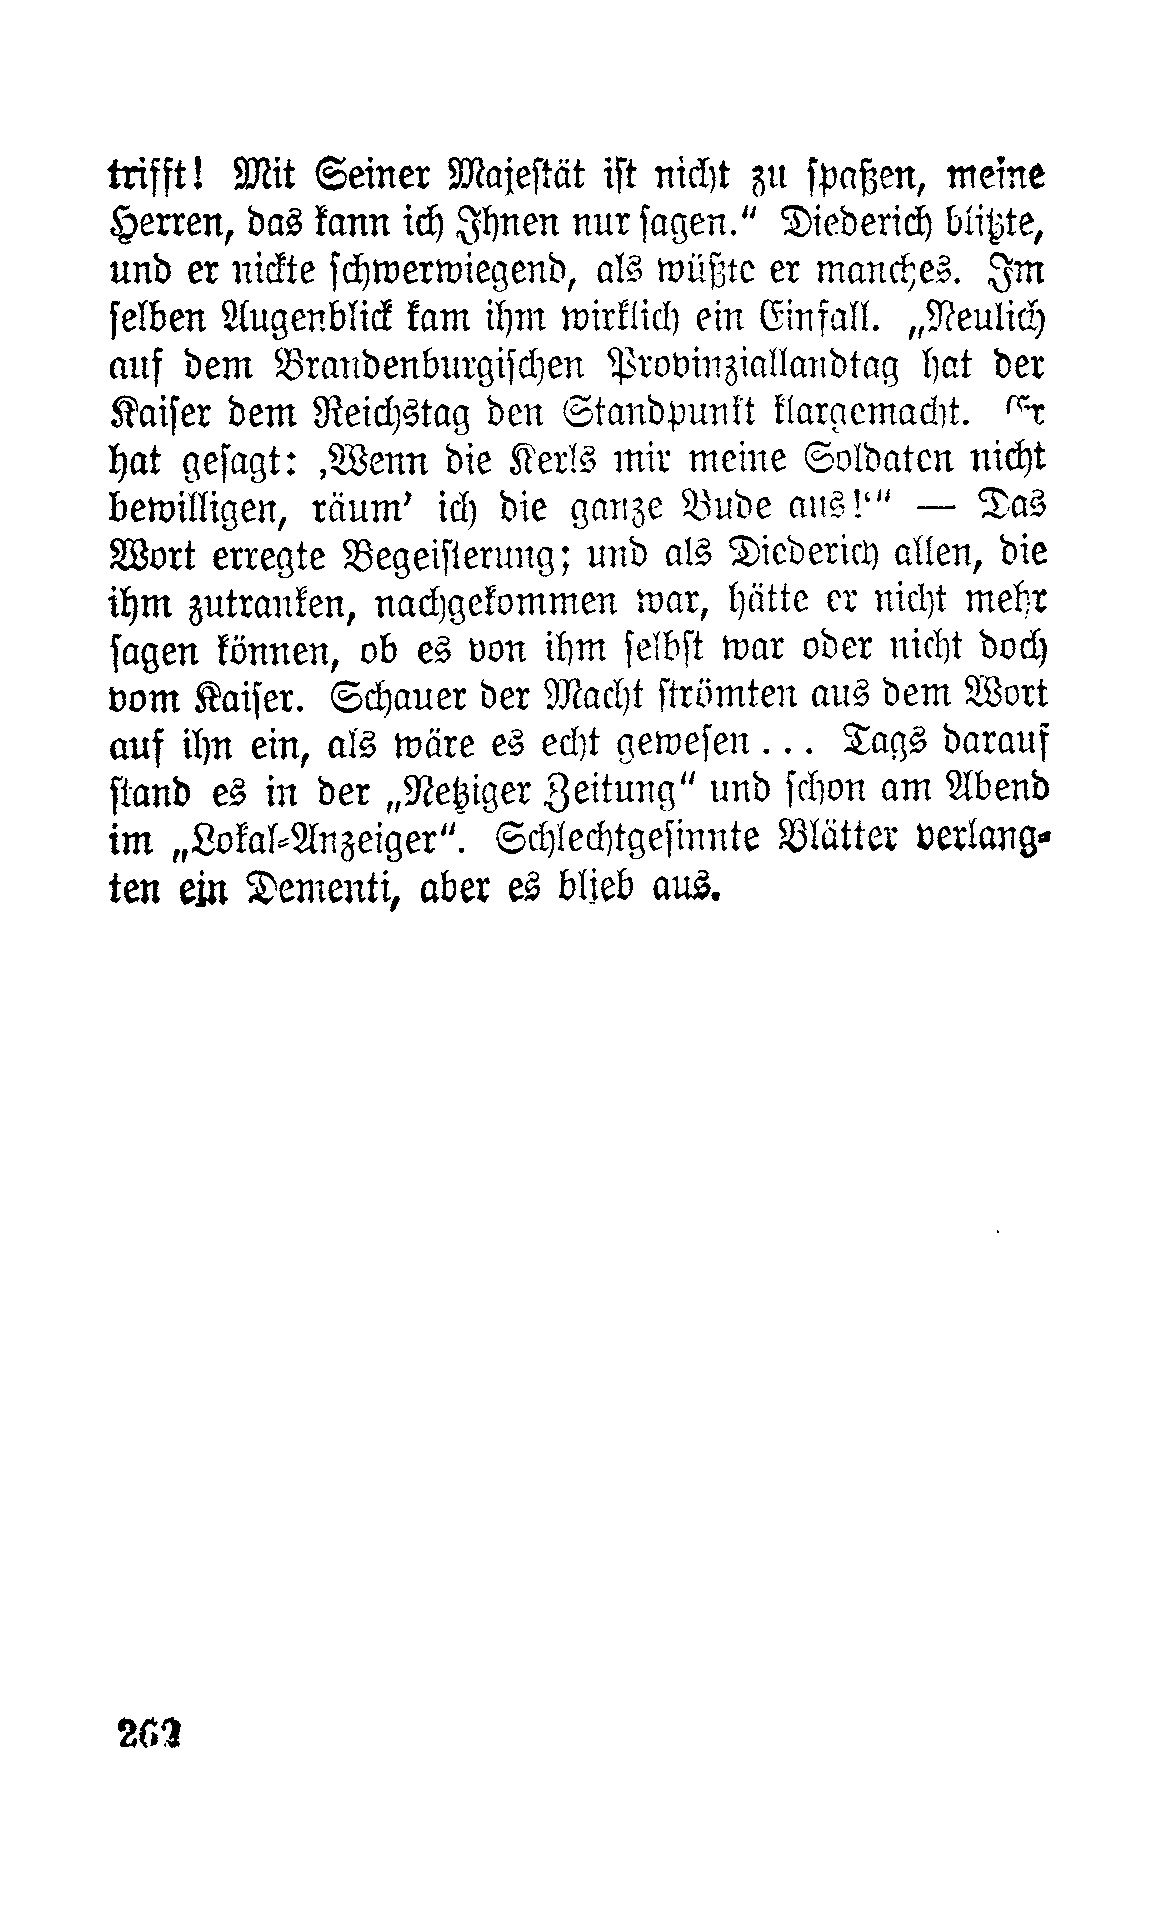 trifft! Mit Seiner Majestät ist nicht zu spaßen, meine
Herren, das kann ich Ihnen nur sagen.“ Diederich blitzte,
und er nickte schwerwiegend, als wüßte er manches. Im
selben Augenblick kam ihm wirklich ein Einfall. „Neulich
auf dem Brandenburgischen Provinziallandtag hat der
Kaiser dem Reichstag den Standpunkt klargemacht. Er
hat gesagt: ‚Wenn die Kerls mir meine Soldaten nicht
bewilligen, räum’ ich die ganze Bude aus!‘“ — Das
Wort erregte Begeisterung; und als Diederich allen, die
ihm zutranken, nachgekommen war, hätte er nicht mehr
sagen können, ob es von ihm selbst war oder nicht doch
vom Kaiser. Schauer der Macht strömten aus dem Wort
auf ihn ein, als wäre es echt gewesen ... Tags darauf
stand es in der „Netziger Zeitung“ und schon am Abend
im „Lokal-Anzeiger“. Schlechtgesinnte Blätter verlang-
ten ein Dementi, aber es blieb aus.
262